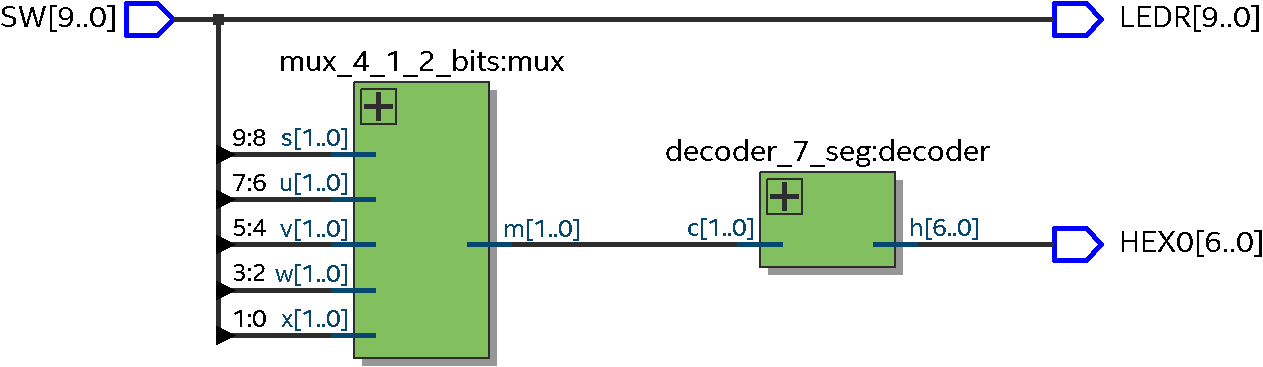 SW[9..0]
LEDR[9..0]
mux_4_1_2_bits:mux
9:8 s[1..0]
7:6 u[1..0]
5:4 v[1..0]
3:2 w[1..0]
1:0 x[1..0]
m[1..0]
decoder_7_seg:decoder
c[1..0]
h[6..0]
HEX0[6..0]